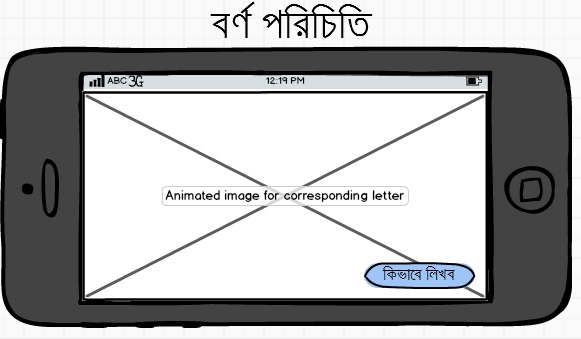 বর্ণ পরিচিতি
ABC 3G 12:19 PM
Animated image for corresponding letter
কিভাবে লিখব